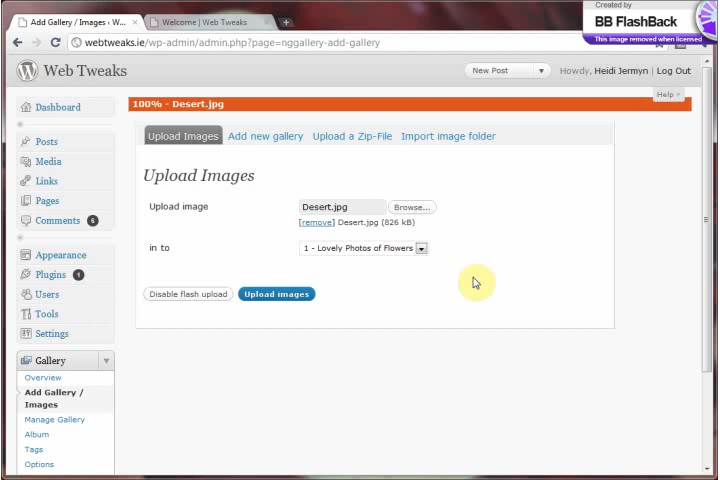 Created by
BB FlashBack
This image removed when licensed
Add Gallery / Images ‹ W...
Welcome | Web Tweaks
webtweaks.ie/wp-admin/admin.php?page=nggallery-add-gallery
Web Tweaks
New Post
Howdy, Heidi Jermyn | Log Out
Help
Dashboard
100% - Desert.jpg
Upload Images Add new gallery Upload a Zip-File Import image folder
Posts
Media
Links
Pages
Comments 6
Upload Images
Upload image
Desert.jpg Browse...
[remove] Desert.jpg (826 kB)
in to
1 - Lovely Photos of Flowers
Appearance
Plugins 1
Users
Tools
Settings
Disable flash upload Upload images
Gallery
Overview
Add Gallery /
Images
Manage Gallery
Album
Tags
Options